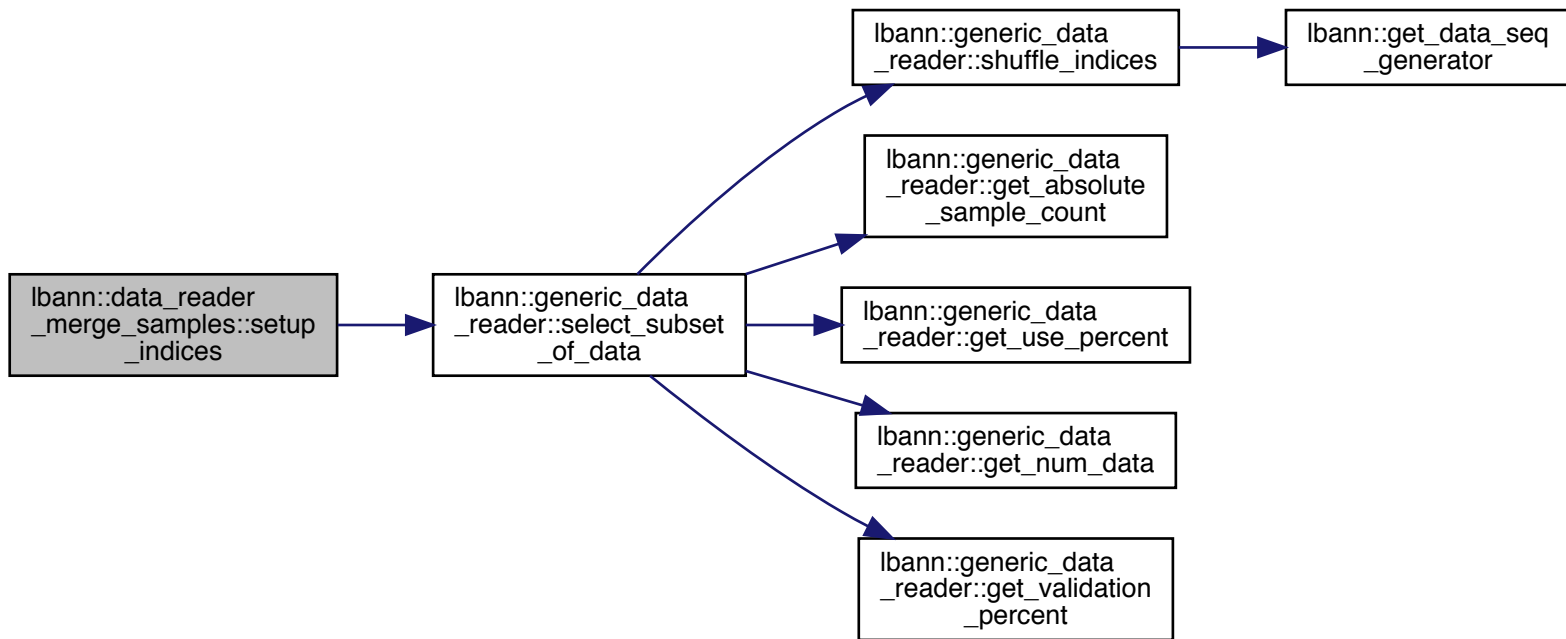 lbann::data_reader
_merge_samples::setup
_indices
lbann::generic_data
_reader::select_subset
_of_data
lbann::generic_data
_reader::shuffle_indices
lbann::get_data_seq
_generator
lbann::generic_data
_reader::get_absolute
_sample_count
lbann::generic_data
_reader::get_use_percent
lbann::generic_data
_reader::get_num_data
lbann::generic_data
_reader::get_validation
_percent